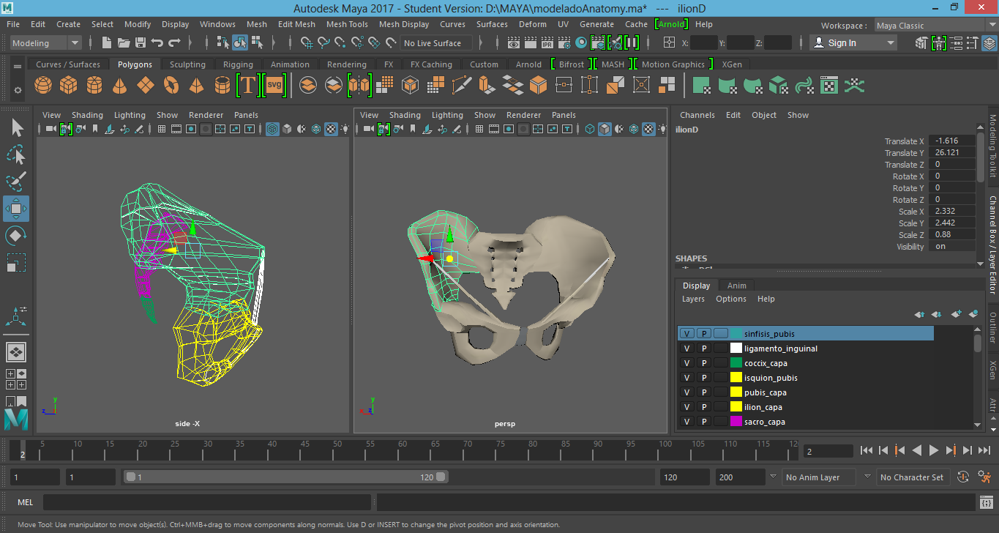 Autodesk Maya 2017 - Student Version: D:\MAYA\modeladoAnatomy.ma* --- ilionD
File Edit Create Select Modify Display Windows Mesh Edit Mesh Mesh Tools Mesh Display Curves Surfaces Deform UV Generate Cache [Arnold] Help Workspace : Maya Classic
Modeling No Live Surface X: Y: Z: Sign In
Curves / Surfaces Polygons Sculpting Rigging Animation Rendering FX FX Caching Custom Arnold Bifrost MASH Motion Graphics XGen
T svg IPR
View Shading Lighting Show Renderer Panels
View Shading Lighting Show Renderer Panels
Channels Edit Object Show
ilionD
Translate X -1.616
Translate Y 26.121
Translate Z 0
Rotate X 0
Rotate Y 0
Rotate Z 0
Scale X 2.332
Scale Y 2.442
Scale Z 0.88
Visibility on
SHAPES
Display Anim
Layers Options Help
V P sinfisis_pubis
V P ligamento_inguinal
V P coccix_capa
V P isquion_pubis
V P pubis_capa
V P ilion_capa
V P sacro_capa
Modeling Toolkit
Channel Box / Layer Editor
Outliner
XGen
Attr
y
z
side -X
y
x z
persp
5 10 15 20 25 30 35 40 45 50 55 60 65 70 75 80 85 90 95 100 105 110 115 12
2
2
1 1 1 120 120 200 No Anim Layer No Character Set
MEL
Move Tool: Use manipulator to move object(s). Ctrl+MMB+drag to move components along normals. Use D or INSERT to change the pivot position and axis orientation.